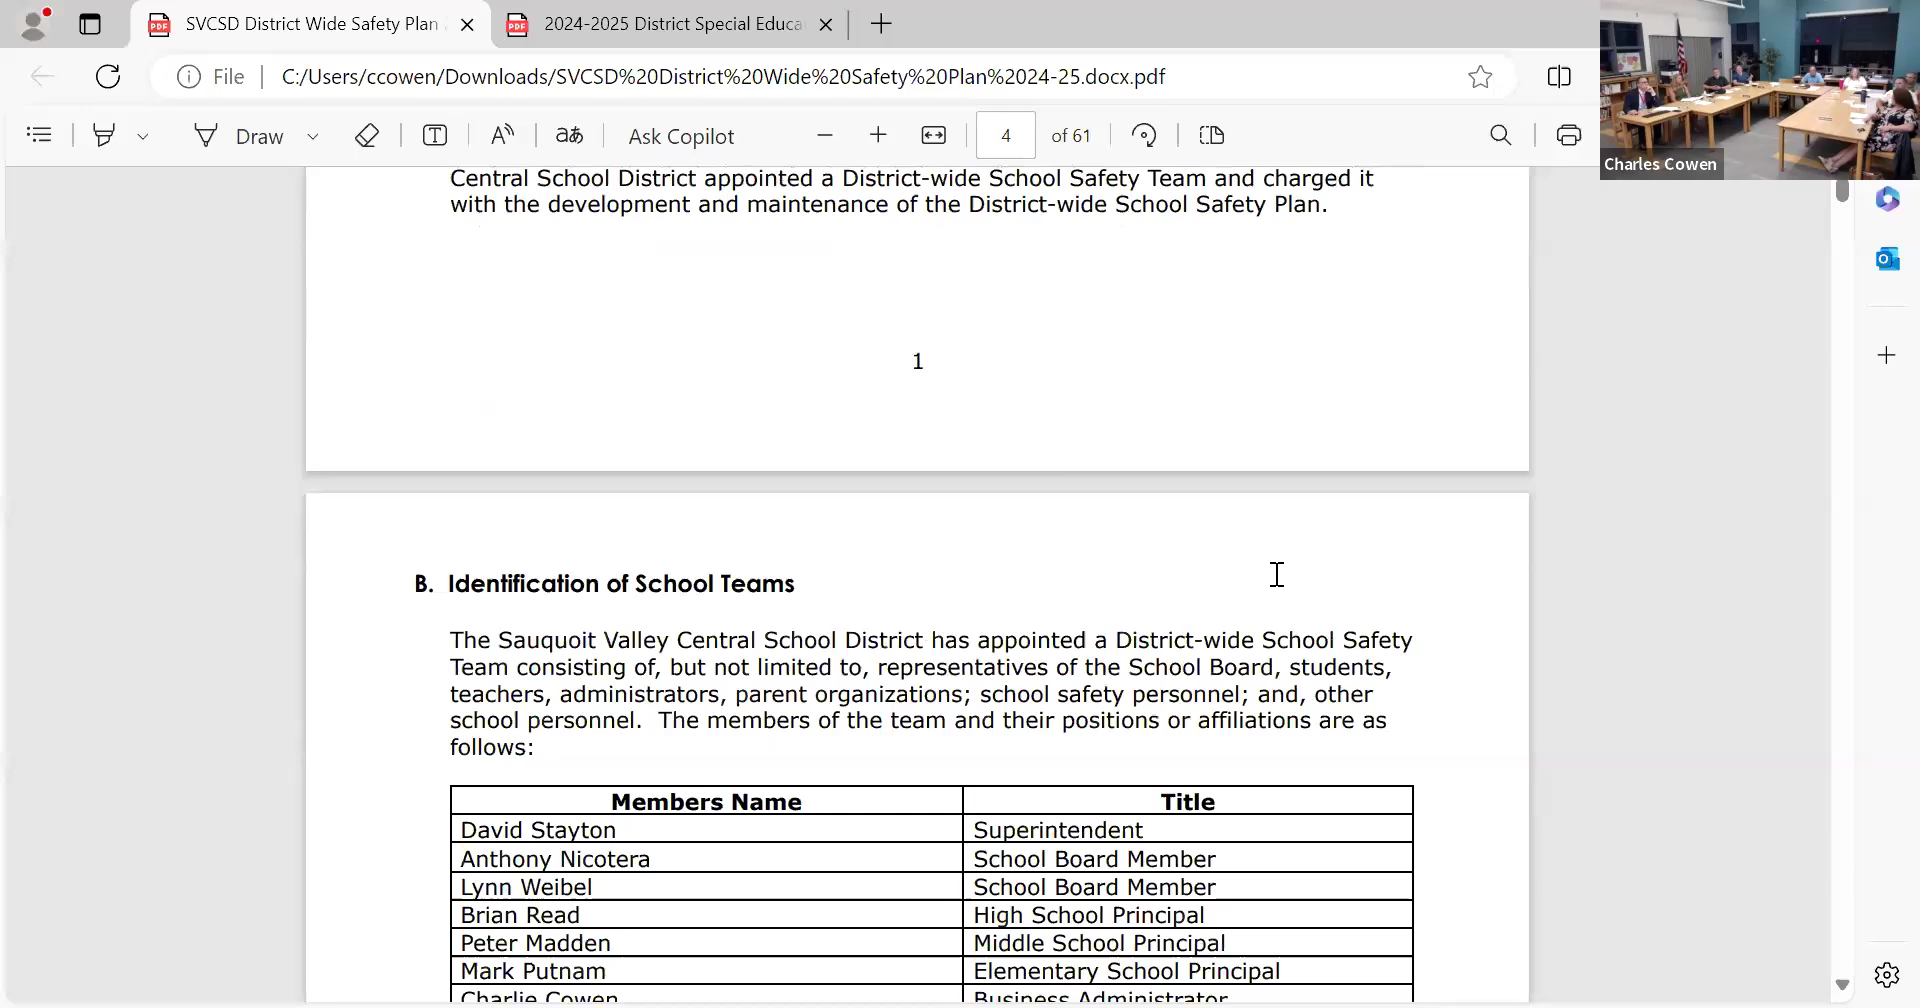 SVCSD District Wide Safety Plan
2024-2025 District Special Educa
File
C:/Users/ccowen/Downloads/SVCSD%20District%20Wide%20Safety%20Plan%2024-25.docx.pdf
Draw
Ask Copilot
4
of 61
Charles Cowen
Central School District appointed a District-wide School Safety Team and charged it
with the development and maintenance of the District-wide School Safety Plan.
1
B. Identification of School Teams
The Sauquoit Valley Central School District has appointed a District-wide School Safety
Team consisting of, but not limited to, representatives of the School Board, students,
teachers, administrators, parent organizations; school safety personnel; and, other
school personnel. The members of the team and their positions or affiliations are as
follows:
Members Name Title
David Stayton Superintendent
Anthony Nicotera School Board Member
Lynn Weibel School Board Member
Brian Read High School Principal
Peter Madden Middle School Principal
Mark Putnam Elementary School Principal
Charlie Cowen Business Administrator